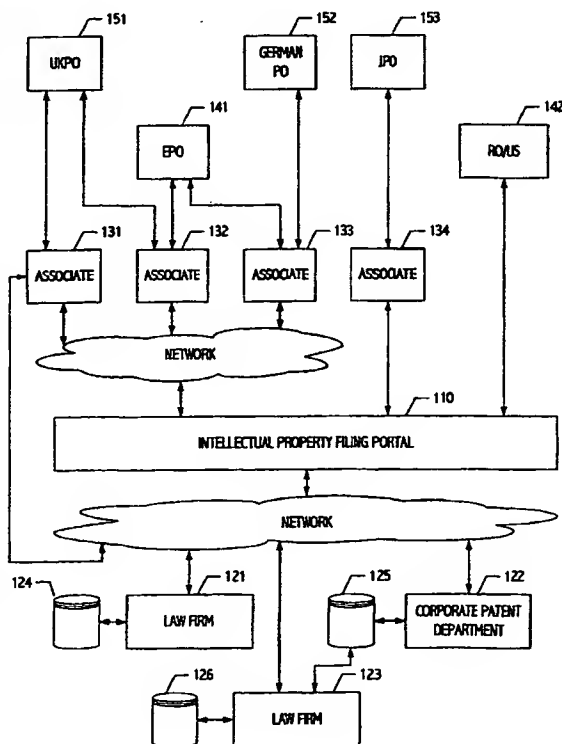 151
152
153
UKPO
GERMAN
PO
JPO
141
142
EPO
RO/US
131
132
133
134
ASSOCIATE
ASSOCIATE
ASSOCIATE
ASSOCIATE
NETWORK
110
INTELLECTUAL PROPERTY FILING PORTAL
NETWORK
124
121
125
122
LAW FIRM
CORPORATE PATENT
DEPARTMENT
126
123
LAW FIRM